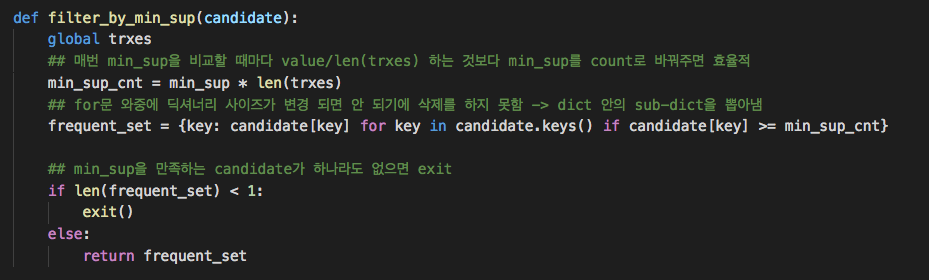 def filter_by_min_sup(candidate):
    global trxes
    ## 매번 min_sup을 비교할 때마다 value/len(trxes) 하는 것보다 min_sup를 count로 바꿔주면 효율적
    min_sup_cnt = min_sup * len(trxes)
    ## for문 와중에 딕셔너리 사이즈가 변경 되면 안 되기에 삭제를 하지 못함 -> dict 안의 sub-dict을 뽑아냄
    frequent_set = {key: candidate[key] for key in candidate.keys() if candidate[key] >= min_sup_cnt}

    ## min_sup을 만족하는 candidate가 하나라도 없으면 exit
    if len(frequent_set) < 1:
        exit()
    else:
        return frequent_set